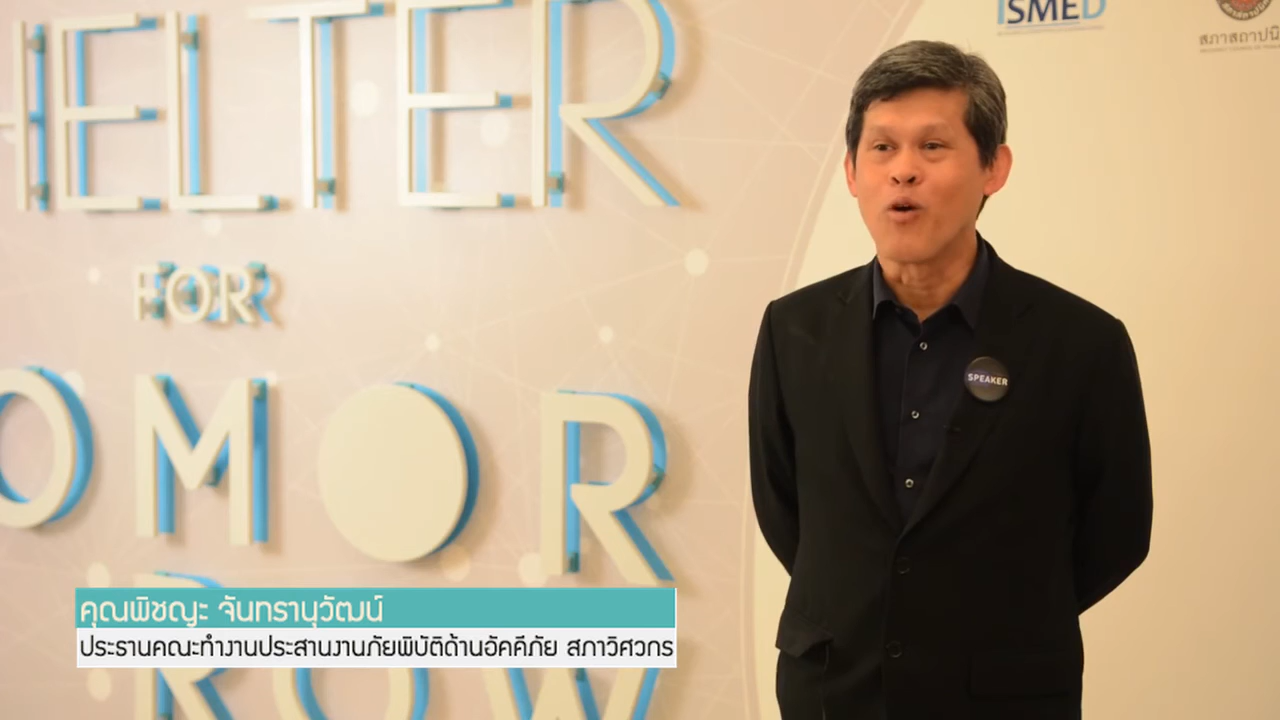 HELTER
FOR
OMOR
ROW
ISMED
สภาสถาปนิ
SPEAKER
คุณพิชญะ จันทรานุวัฒน์
ประธานคณะทำงานประสานงานภัยพิบัติด้านอัคคีภัย สภาวิศวกร